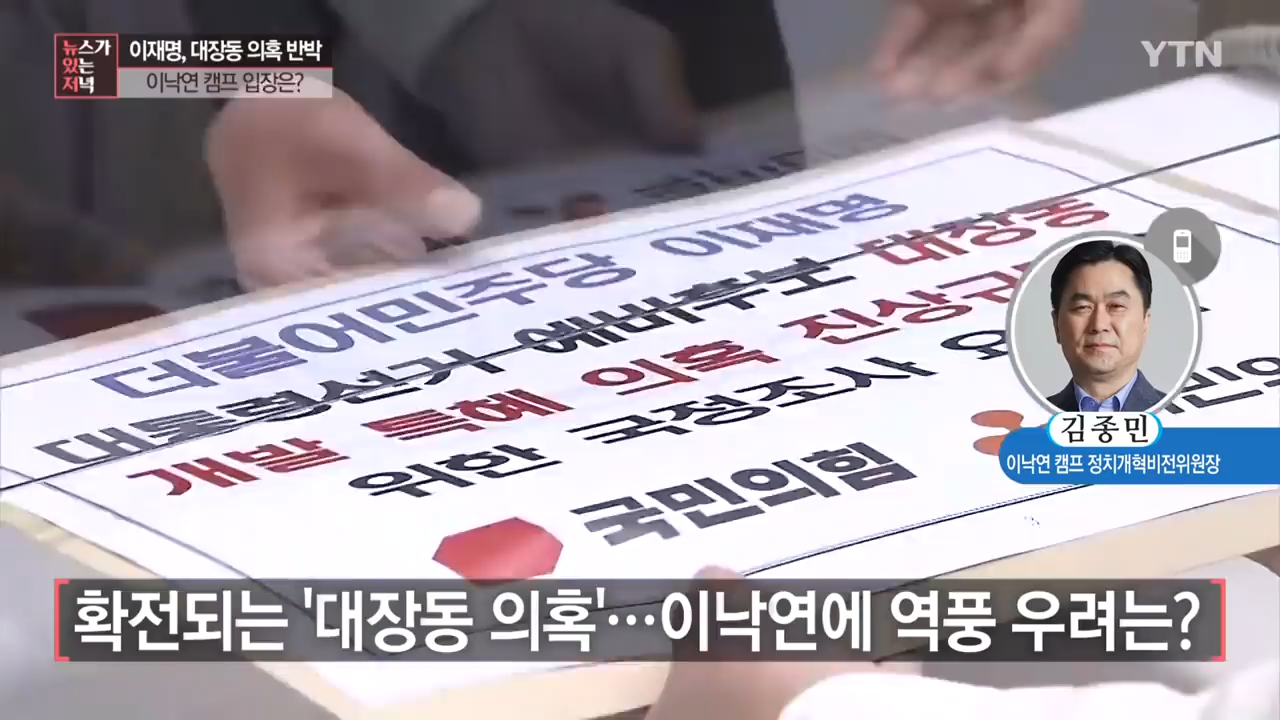 뉴스가
있는
저녁
이재명, 대장동 의혹 반박
이낙연 캠프 입장은?
YTN
더불어민주당 이재명
대통령선거 예비후보 대장동
개발 특혜 의혹 진상규
위한 국정조사 요
국민의힘
김종민
이낙연 캠프 정치개혁비전위원장
확전되는 '대장동 의혹'…이낙연에 역풍 우려는?